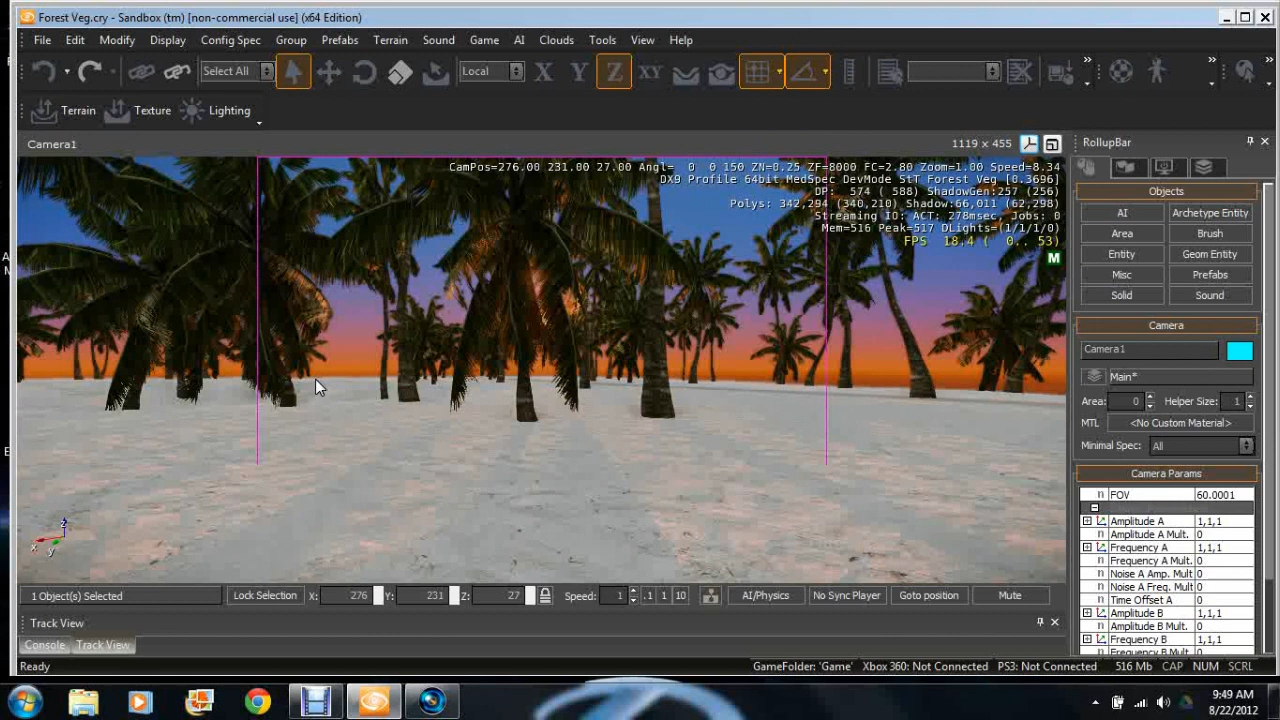 Forest Veg.cry - Sandbox (tm) [non-commercial use] (x64 Edition)
File Edit Modify Display Config Spec Group Prefabs Terrain Sound Game AI Clouds Tools View Help
Select All Local X Y Z XY
Terrain Texture Lighting
Camera1 1119 x 455 RollupBar
CamPos=276.00 231.00 27.00 Angl= 0 0 150 ZN=0.25 ZF=8000 FC=2.80 Zoom=1.00 Speed=8.34
DX9 Profile 64bit MedSpec DevMode StT Forest_Veg [0.3696]
DP: 574 ( 588) ShadowGen:257 (256)
Polys: 342,294 (340,210) Shadow:66,011 (62,298)
Streaming IO: ACT: 278msec, Jobs: 0
Mem=516 Peak=517 DLights=(1/1/1/0)
FPS 18.4 ( 0.. 53)
M
Objects
AI Archetype Entity
Area Brush
Entity Geom Entity
Misc Prefabs
Solid Sound
Camera
Camera1
Main*
Area: 0 Helper Size: 1
MTL <No Custom Material>
Minimal Spec: All
Camera Params
n FOV 60.0001
Amplitude A 1,1,1
n Amplitude A Mult. 0
Frequency A 1,1,1
n Frequency A Mult. 0
n Noise A Amp. Mult 0
n Noise A Freq. Mult 0
n Time Offset A 0
Amplitude B 1,1,1
n Amplitude B Mult. 0
Frequency B 1,1,1
n Frequency B Mult. 0
z
x y
1 Object(s) Selected Lock Selection X: 276 Y: 231 Z: 27 Speed: 1 .1 1 10 AI/Physics No Sync Player Goto position Mute
Track View
Console Track View
Ready GameFolder: 'Game' Xbox 360: Not Connected PS3: Not Connected 516 Mb CAP NUM SCRL
9:49 AM
8/22/2012